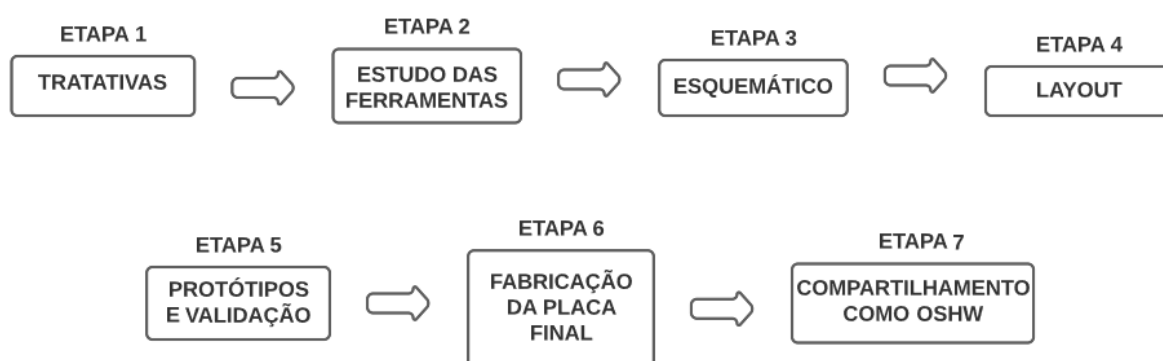 ETAPA 1
TRATATIVAS
ETAPA 2
ESTUDO DAS
FERRAMENTAS
ETAPA 3
ESQUEMÁTICO
ETAPA 4
LAYOUT
ETAPA 5
PROTÓTIPOS
E VALIDAÇÃO
ETAPA 6
FABRICAÇÃO
DA PLACA
FINAL
ETAPA 7
COMPARTILHAMENTO
COMO OSHW